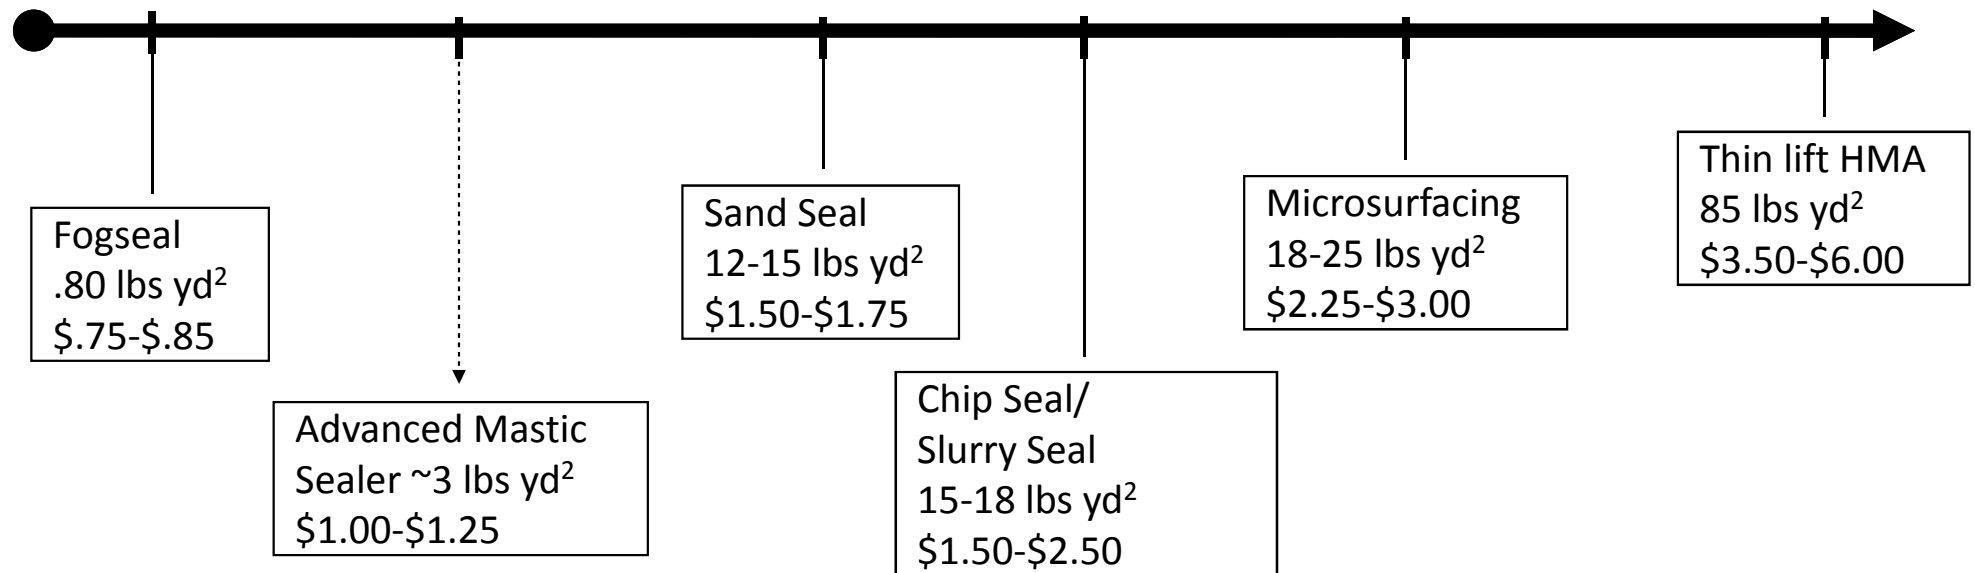 Fogseal
.80 lbs yd²
$.75-$.85
Advanced Mastic
Sealer ~3 lbs yd²
$1.00-$1.25
Sand Seal
12-15 lbs yd²
$1.50-$1.75
Chip Seal/
Slurry Seal
15-18 lbs yd²
$1.50-$2.50
Microsurfacing
18-25 lbs yd²
$2.25-$3.00
Thin lift HMA
85 lbs yd²
$3.50-$6.00